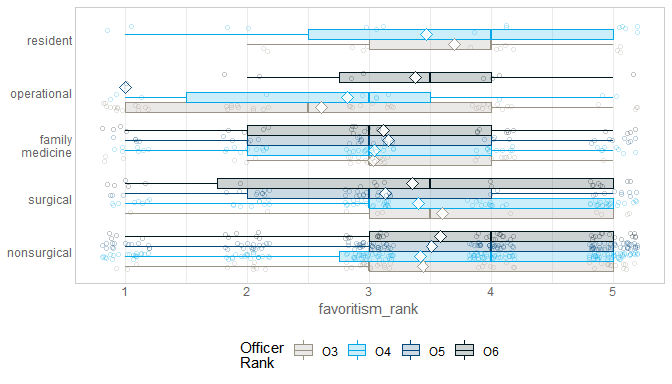 resident
operational
family
medicine
surgical
nonsurgical
1 2 3 4 5
favoritism_rank
Officer
Rank
O3 O4 O5 O6